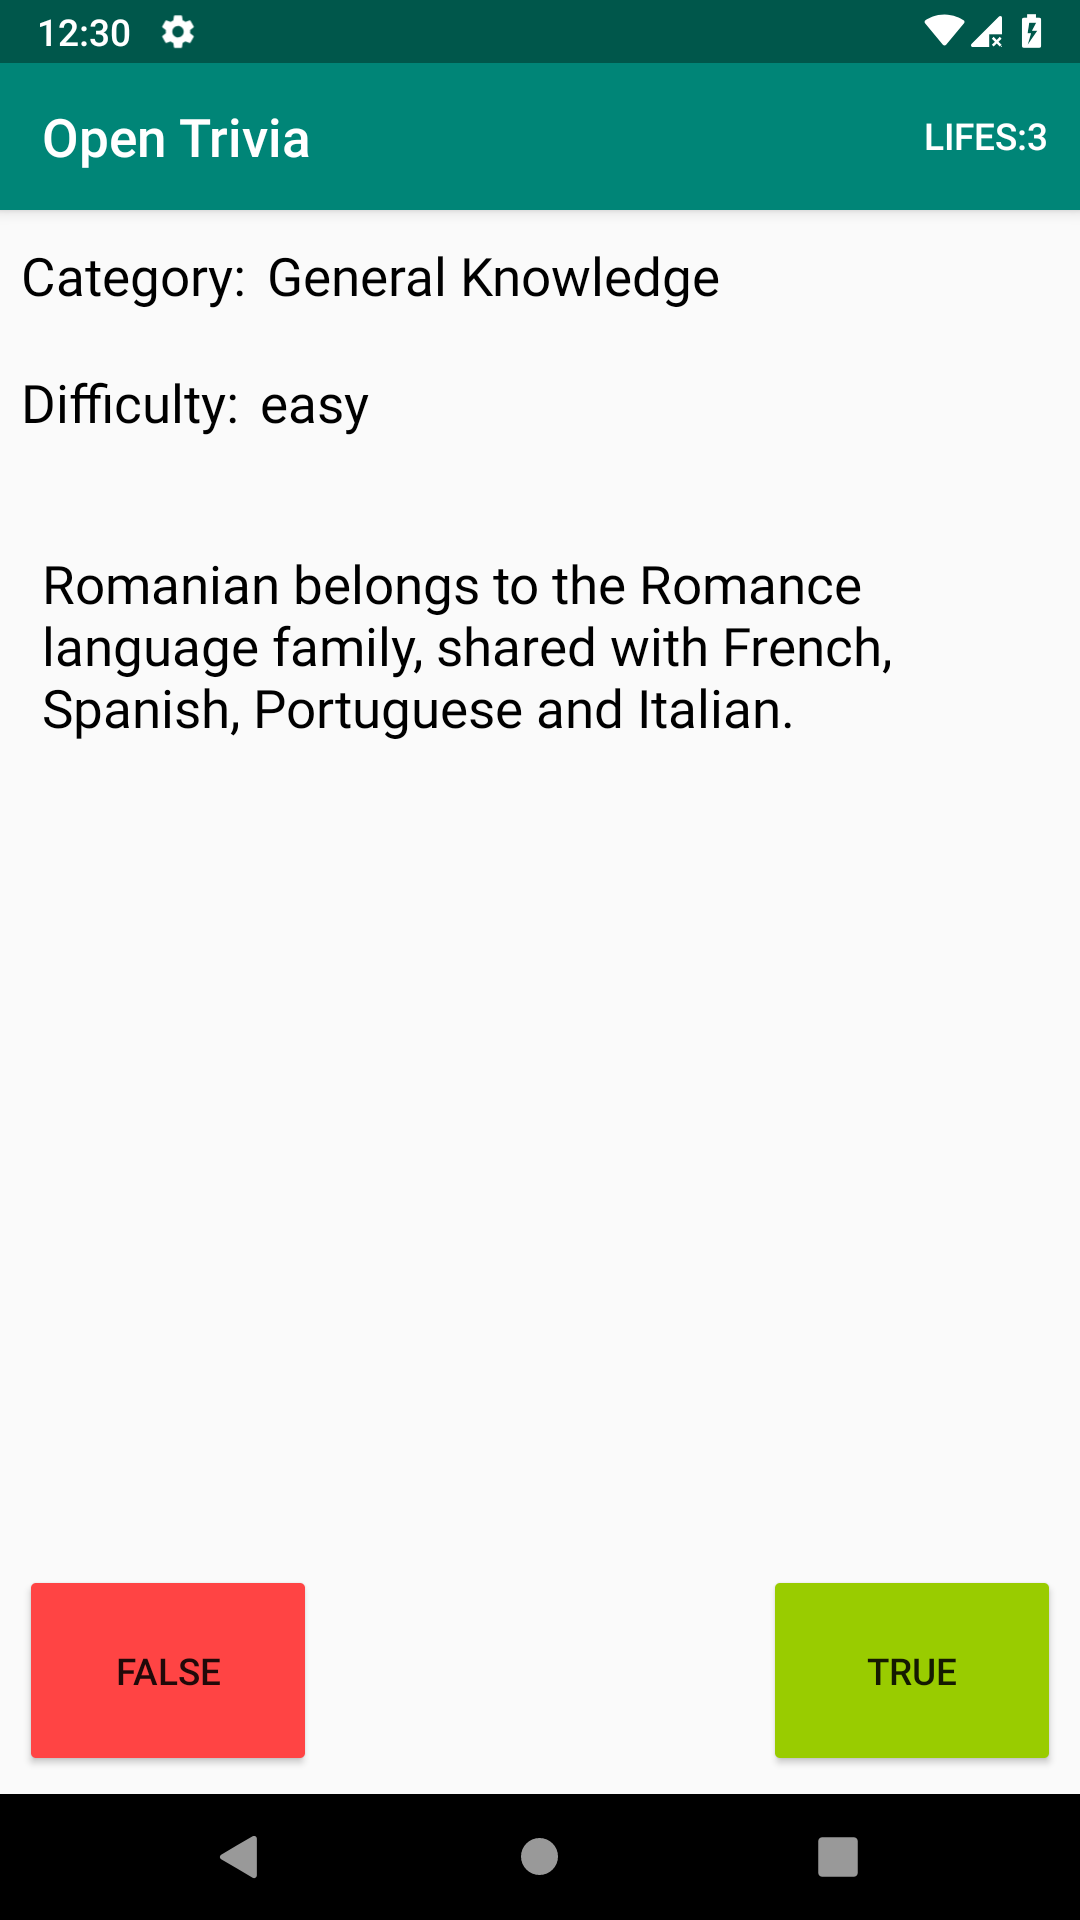 12:30
Open Trivia
LIFES:3
Category: General Knowledge
Difficulty: easy
Romanian belongs to the Romance
language family, shared with French,
Spanish, Portuguese and Italian.
FALSE
TRUE